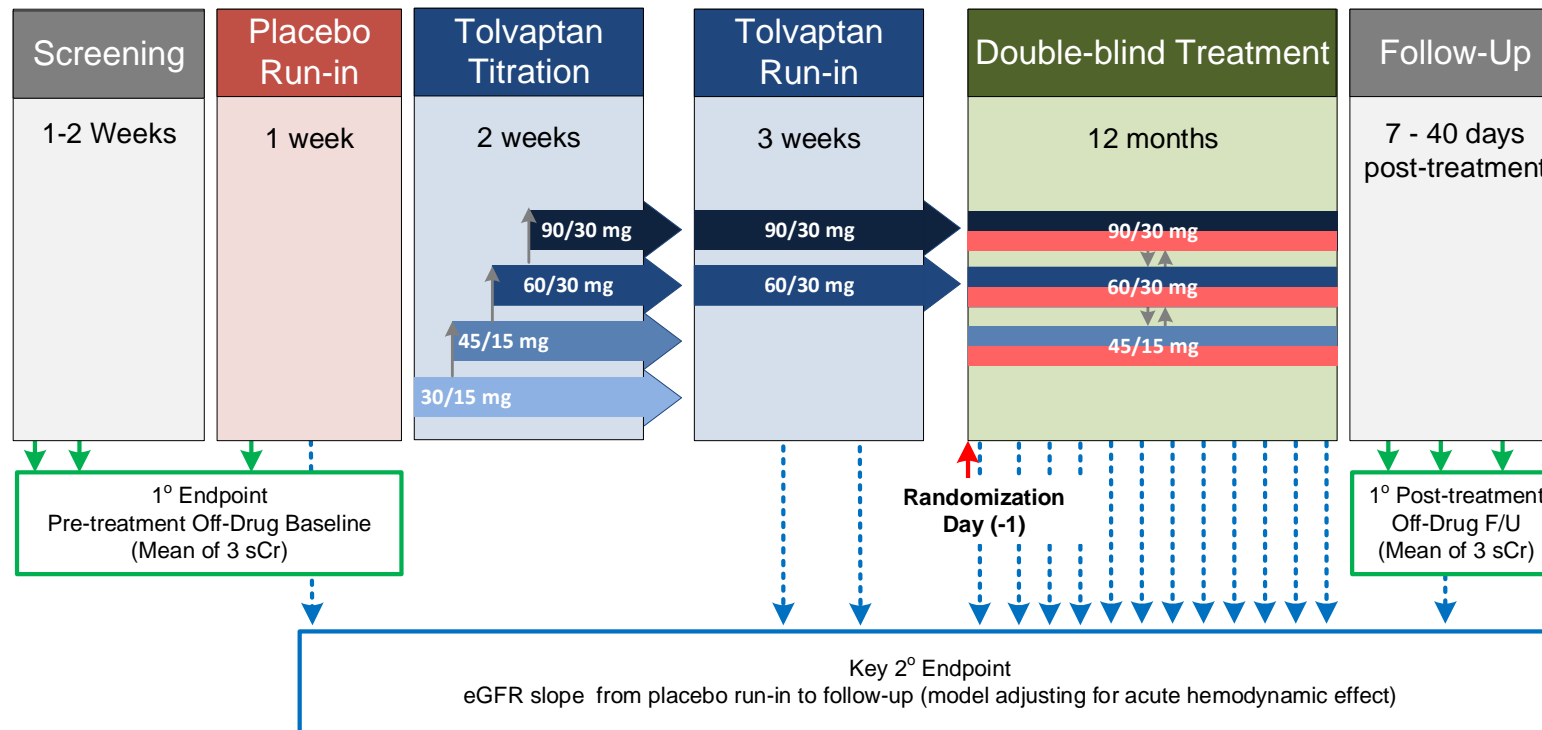 Screening
1-2 Weeks
Placebo
Run-in
1 week
Tolvaptan
Titration
2 weeks
90/30 mg
60/30 mg
45/15 mg
30/15 mg
Tolvaptan
Run-in
3 weeks
90/30 mg
60/30 mg
Double-blind Treatment
12 months
90/30 mg
60/30 mg
45/15 mg
Follow-Up
7 - 40 days
post-treatment
1º Endpoint
Pre-treatment Off-Drug Baseline
(Mean of 3 sCr)
Randomization
Day (-1)
1º Post-treatment
Off-Drug F/U
(Mean of 3 sCr)
Key 2º Endpoint
eGFR slope from placebo run-in to follow-up (model adjusting for acute hemodynamic effect)